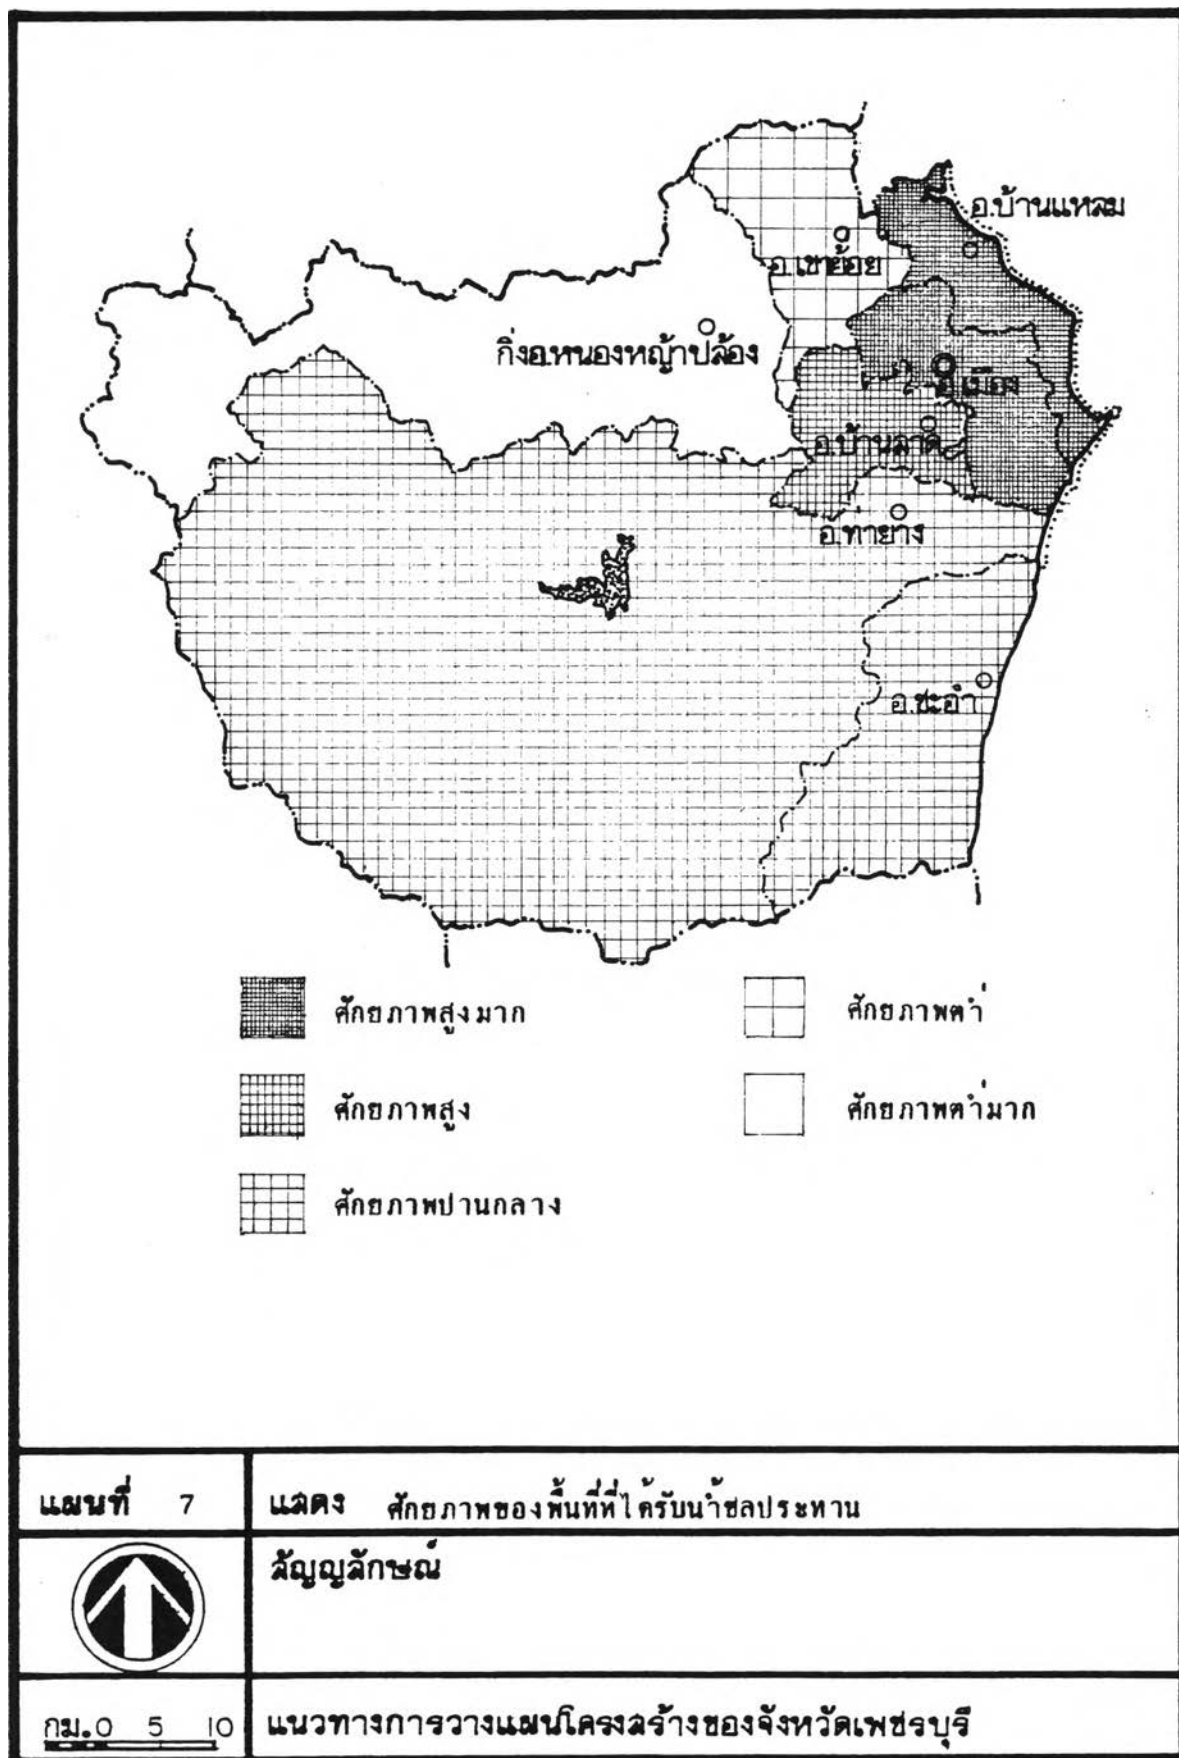 อ.บ้านแหลม
อ.เขาย้อย
กิ่งอ.หนองหญ้าปล้อง
อ.เมือง
อ.บ้านลาด
อ.ท่ายาง
อ.ชะอำ
ศักยภาพสูงมาก
ศักยภาพต่ำ
ศักยภาพสูง
ศักยภาพต่ำมาก
ศักยภาพปานกลาง
แผนที่ 7
แสดง ศักยภาพของพื้นที่ที่ได้รับน้ำชลประทาน
สัญญลักษณ์
กม. 0 5 10
แนวทางการวางแผนโครงสร้างของจังหวัดเพชรบุรี